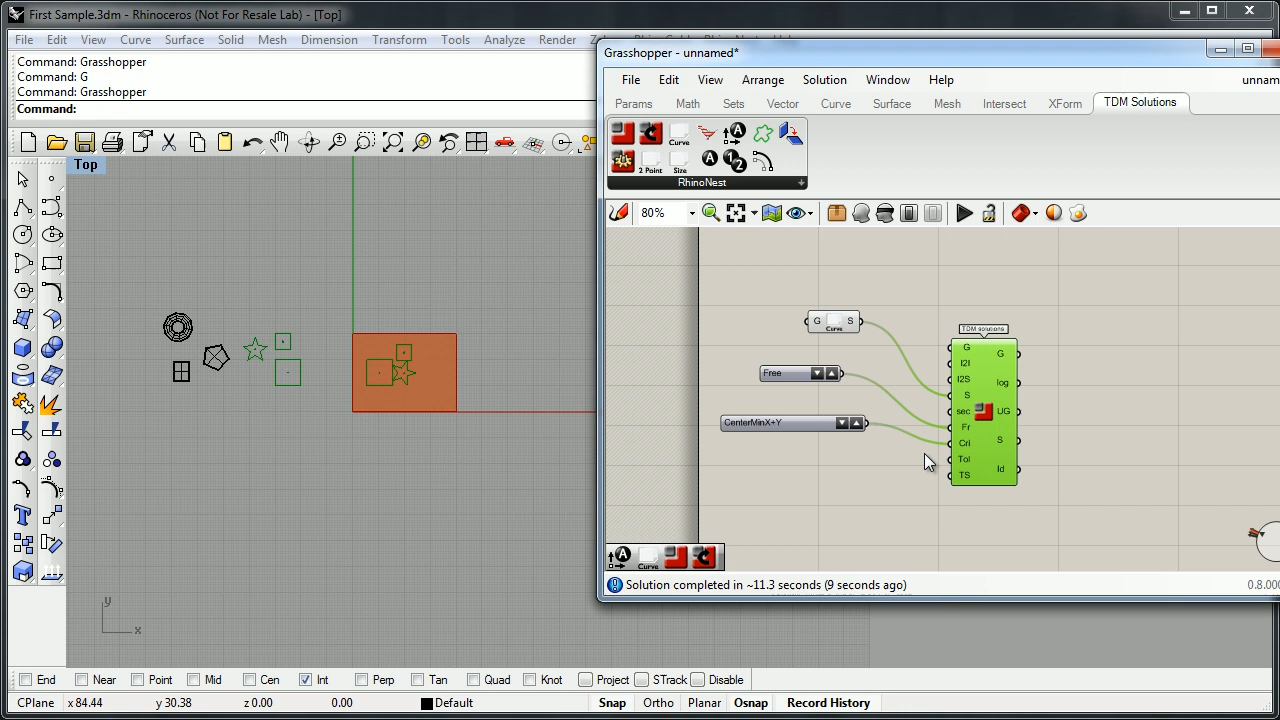 First Sample.3dm - Rhinoceros (Not For Resale Lab) - [Top]
File Edit View Curve Surface Solid Mesh Dimension Transform Tools Analyze Render
Command: Grasshopper
Command: G
Command: Grasshopper
Command:
Top
y
x
Grasshopper - unnamed*
File Edit View Arrange Solution Window Help unnam
Params Math Sets Vector Curve Surface Mesh Intersect XForm TDM Solutions
Curve A
2 Point Size A 1 2
RhinoNest
80%
G S
Curve
Free
CenterMinX+Y
TDM solutions
G
I2I
I2S
S
sec
Fr
Cri
Tol
TS
G
log
UG
S
Id
A Curve
Solution completed in ~11.3 seconds (9 seconds ago) 0.8.00
End Near Point Mid Cen Int Perp Tan Quad Knot Project STrack Disable
CPlane x 84.44 y 30.38 z 0.00 0.00 Default Snap Ortho Planar Osnap Record History